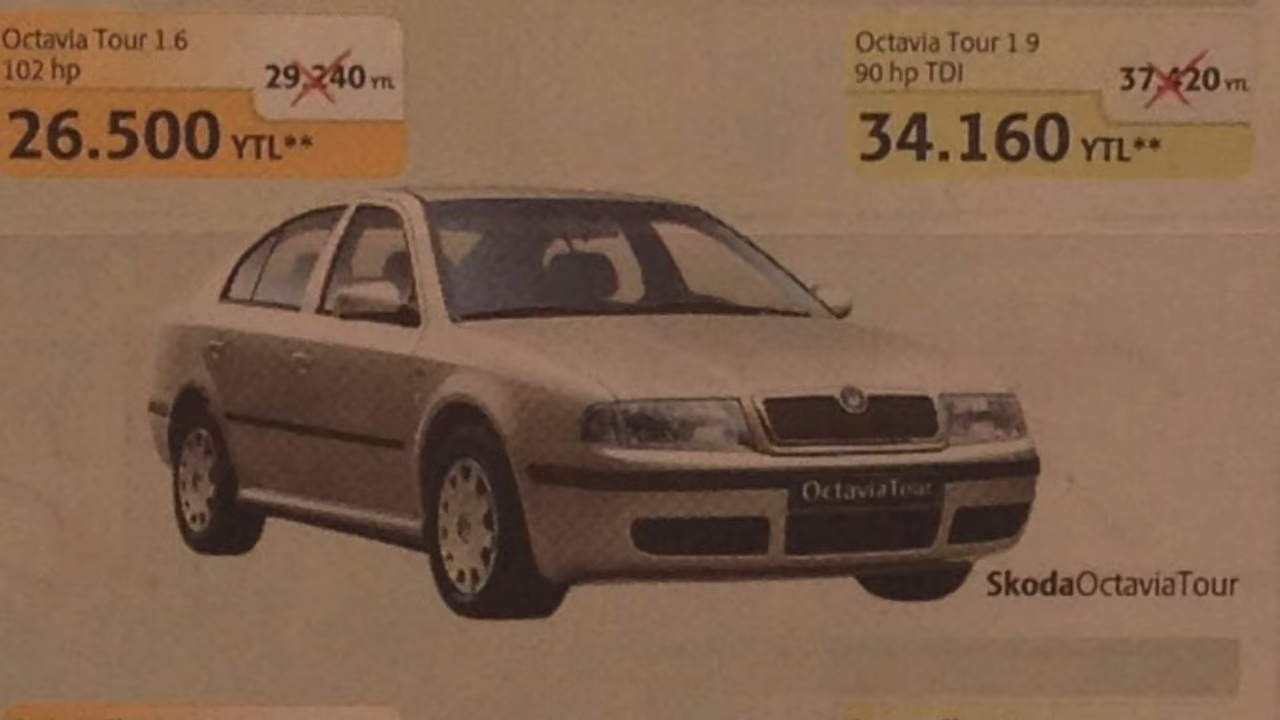 Octavia Tour 1.6
102 hp
29.240 YTL
26.500 YTL**
Octavia Tour 1 9
90 hp TDI
37.420 YTL
34.160 YTL**
OctaviaTour
SkodaOctaviaTour